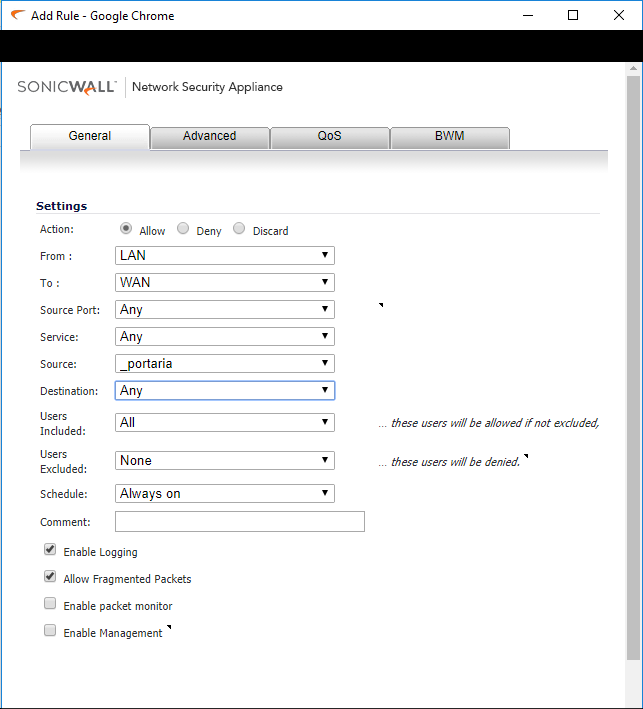 Add Rule - Google Chrome
SONICWALL Network Security Appliance
General Advanced QoS BWM
Settings
Action: Allow Deny Discard
From : LAN
To : WAN
Source Port: Any
Service: Any
Source: _portaria
Destination: Any
Users
Included: All ... these users will be allowed if not excluded,
Users
Excluded: None ... these users will be denied.
Schedule: Always on
Comment:
Enable Logging
Allow Fragmented Packets
Enable packet monitor
Enable Management